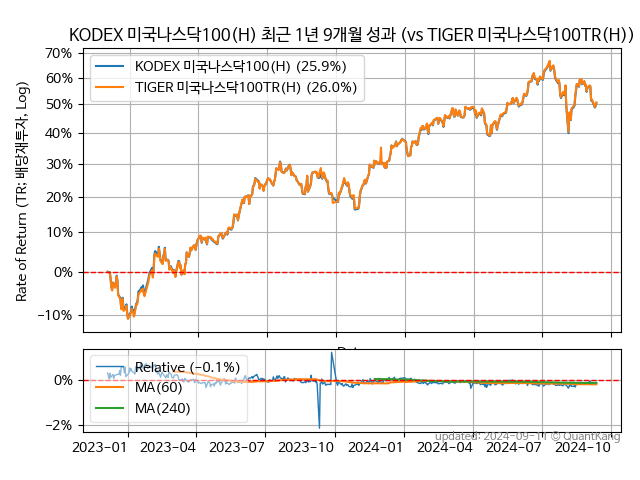 KODEX 미국나스닥100(H) 최근 1년 9개월 성과 (vs TIGER 미국나스닥100TR(H))
Rate of Return (TR: 배당재투자, Log)
70%
60%
50%
40%
30%
20%
10%
0%
−10%
KODEX 미국나스닥100(H) (25.9%)
TIGER 미국나스닥100TR(H) (26.0%)
0%
−2%
Relative (−0.1%)
MA(60)
MA(240)
2023−01 2023−04 2023−07 2023−10 2024−01 2024−04 2024−07 2024−10
updated: 2024−09−11 © QuantKang